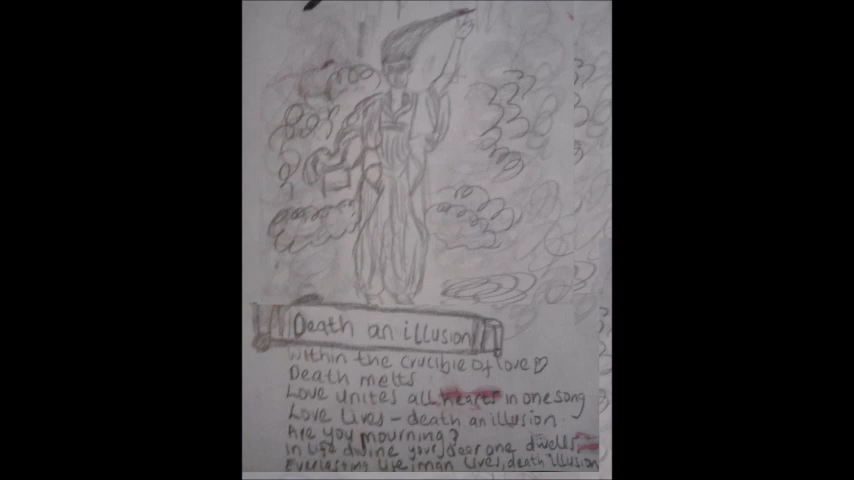 Death an illusion
Within the crucible of love
Death melts
Love unites all hearts in one song
Love Lives - death an illusion
Are you mourning?
In Life divine your dear one dwells
Everlasting life man lives, death illusion